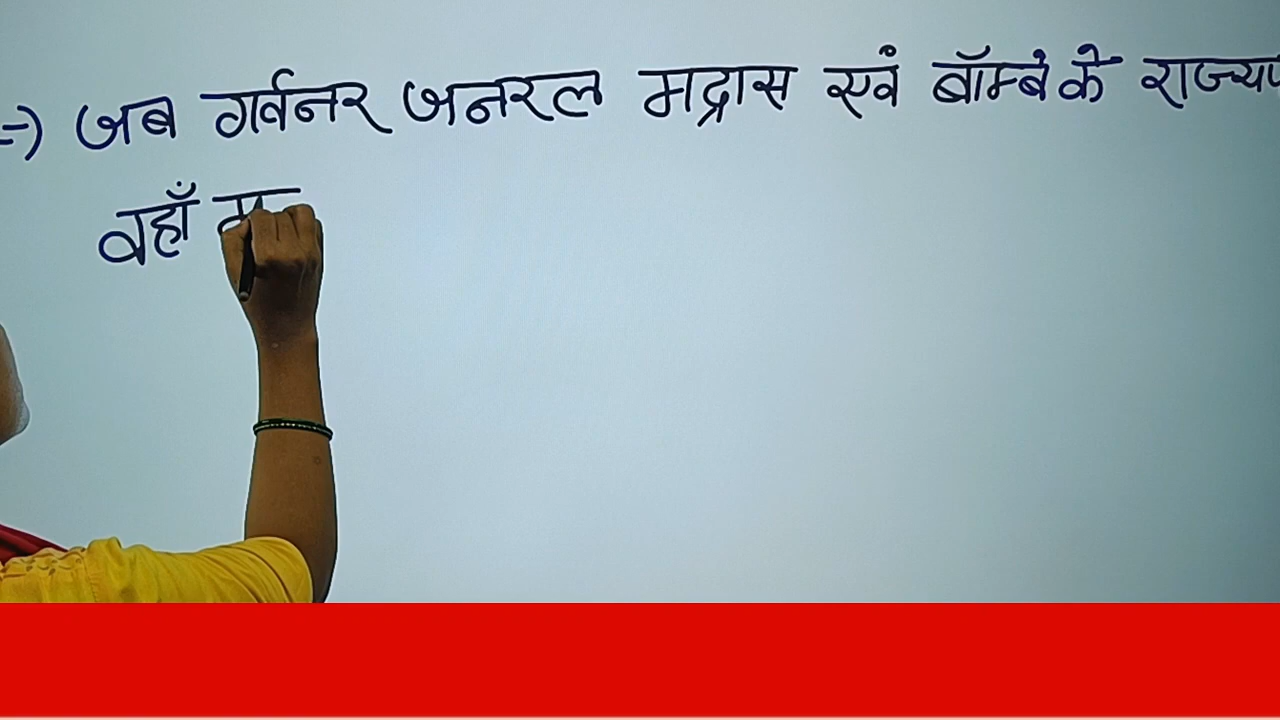 =) जब गर्वनर जनरल मद्रास एवं बॉम्बे के
वहाँ